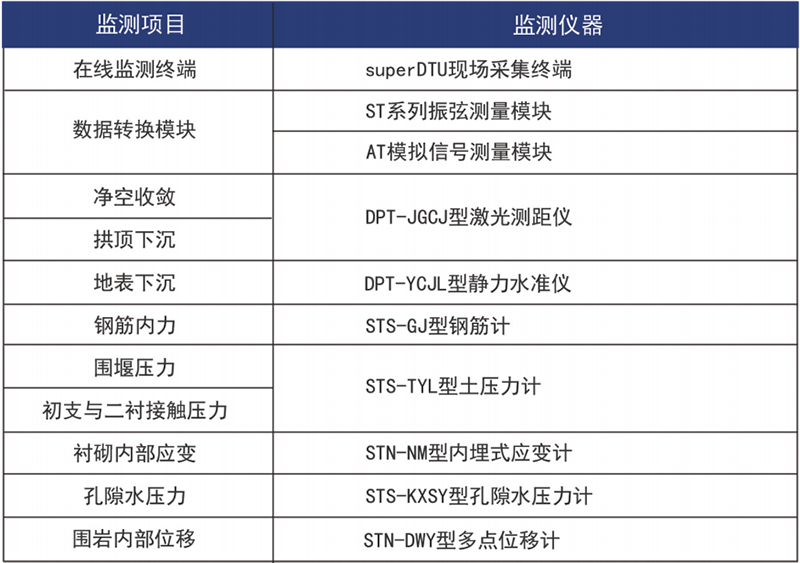 监测项目 监测仪器
在线监测终端 superDTU现场采集终端
数据转换模块 ST系列振弦测量模块
AT模拟信号测量模块
净空收敛 DPT-JGCJ型激光测距仪
拱顶下沉
地表下沉 DPT-YCJL型静力水准仪
钢筋内力 STS-GJ型钢筋计
围堰压力 STS-TYL型土压力计
初支与二衬接触压力
衬砌内部应变 STN-NM型内埋式应变计
孔隙水压力 STS-KXSY型孔隙水压力计
围岩内部位移 STN-DWY型多点位移计